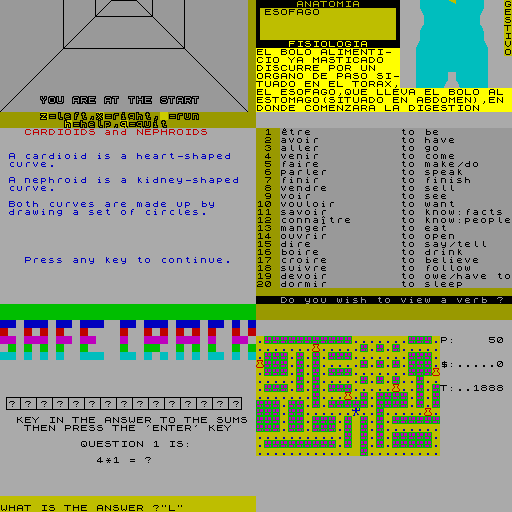 YOU ARE AT THE START
z=left,x=right, =run
h=help,q=quit
ANATOMIA
ESOFAGO
FISIOLOGIA
EL BOLO ALIMENTI-
CIO YA MASTICADO
DISCURRE POR UN
ORGANO DE PASO SI-
TUADO EN EL TORAX,
EL ESOFAGO,QUE LLEVA EL BOLO AL
ESTOMAGO(SITUADO EN ABDOMEN),EN
DONDE COMENZARA LA DIGESTION
GESTIVO
CARDIOIDS and NEPHROIDS
A cardioid is a heart-shaped
curve.
A nephroid is a kidney-shaped
curve.
Both curves are made up by
drawing a set of circles.
Press any key to continue.
1 être to be
2 avoir to have
3 aller to go
4 venir to come
5 faire to make/do
6 parler to speak
7 finir to finish
8 vendre to sell
9 voir to see
10 vouloir to want
11 savoir to know:facts
12 connaître to know:people
13 manger to eat
14 ouvrir to open
15 dire to say/tell
16 boire to drink
17 croire to believe
18 suivre to follow
19 devoir to owe/have to
20 dormir to sleep
Do you wish to view a verb ?
? ? ? ? ? ? ? ? ? ? ? ? ? ? ? ? ? ?
KEY IN THE ANSWER TO THE SUMS
THEN PRESS THE 'ENTER' KEY
QUESTION 1 IS:
4*1 = ?
WHAT IS THE ANSWER ?"L"
P: 50
$:.....0
T:..1888